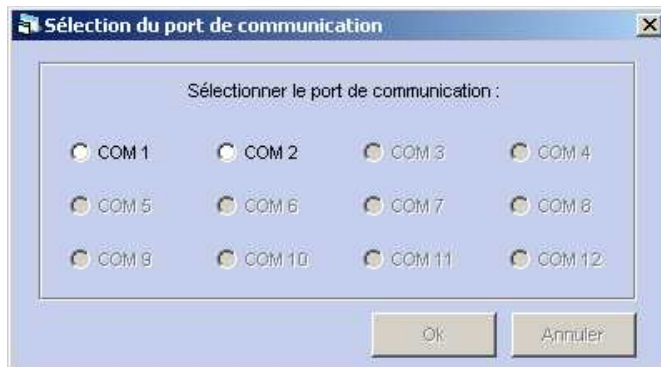 Sélection du port de communication
Sélectionner le port de communication :
COM 1 COM 2 COM 3 COM 4
COM 5 COM 6 COM 7 COM 8
COM 9 COM 10 COM 11 COM 12
Ok Annuler